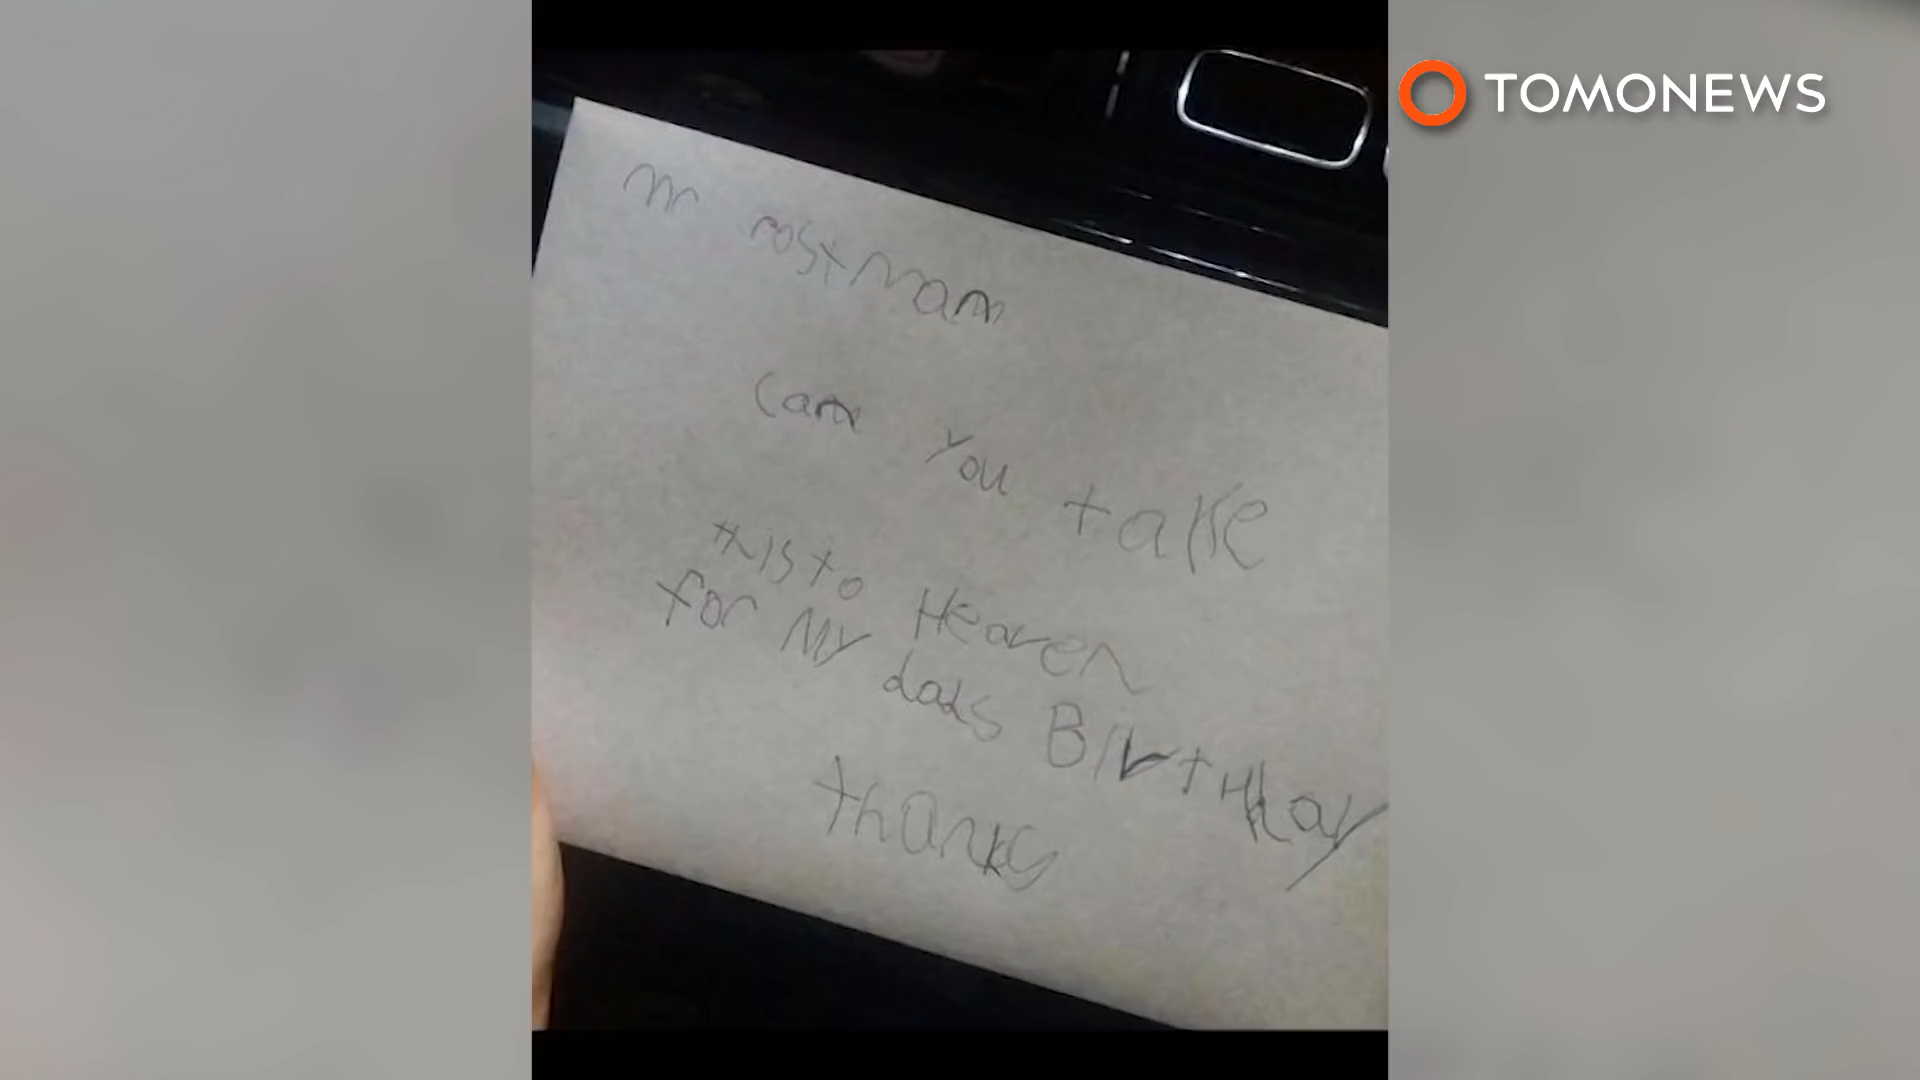 TOMONEWS
Mr Postman
Can you take
this to Heaven
for my dads BirTHday
thanks